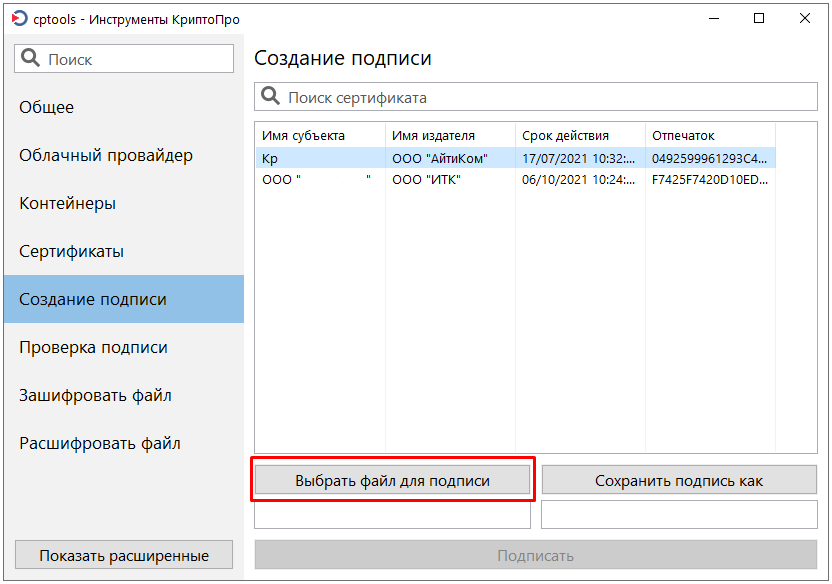 cptools - Инструменты КриптоПро
Поиск
Общее
Облачный провайдер
Контейнеры
Сертификаты
Создание подписи
Проверка подписи
Зашифровать файл
Расшифровать файл
Показать расширенные
Создание подписи
Поиск сертификата
Имя субъекта Имя издателя Срок действия Отпечаток
Кр ООО "АйтиКом" 17/07/2021 10:32:... 0492599961293C4...
ООО " " ООО "ИТК" 06/10/2021 10:24:... F7425F7420D10ED...
Выбрать файл для подписи Сохранить подпись как
Подписать